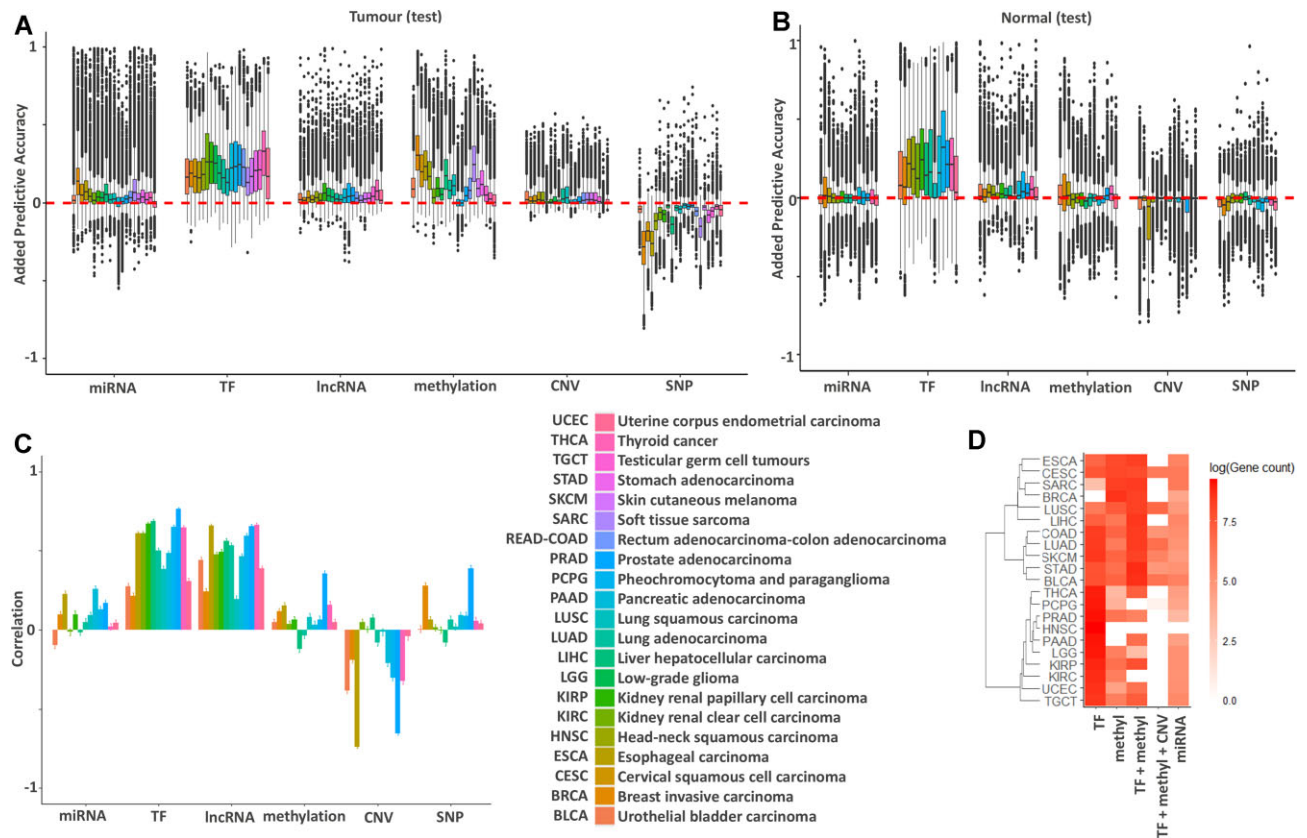 A
Tumour (test)
Added Predictive Accuracy
1
0
-1
miRNA TF lncRNA methylation CNV SNP
B
Normal (test)
Added Predictive Accuracy
1
0
-1
miRNA TF lncRNA methylation CNV SNP
C
Correlation
1
0
-1
miRNA TF lncRNA methylation CNV SNP
UCEC Uterine corpus endometrial carcinoma
THCA Thyroid cancer
TGCT Testicular germ cell tumours
STAD Stomach adenocarcinoma
SKCM Skin cutaneous melanoma
SARC Soft tissue sarcoma
READ-COAD Rectum adenocarcinoma-colon adenocarcinoma
PRAD Prostate adenocarcinoma
PCPG Pheochromocytoma and paraganglioma
PAAD Pancreatic adenocarcinoma
LUSC Lung squamous carcinoma
LUAD Lung adenocarcinoma
LIHC Liver hepatocellular carcinoma
LGG Low-grade glioma
KIRP Kidney renal papillary cell carcinoma
KIRC Kidney renal clear cell carcinoma
HNSC Head-neck squamous carcinoma
ESCA Esophageal carcinoma
CESC Cervical squamous cell carcinoma
BRCA Breast invasive carcinoma
BLCA Urothelial bladder carcinoma
D
ESCA
CESC
SARC
BRCA
LUSC
LIHC
COAD
LUAD
SKCM
STAD
BLCA
THCA
PCPG
PRAD
HNSC
PAAD
LGG
KIRP
KIRC
UCEC
TGCT
TF
methyl
TF + methyl
TF + methyl + CNV
miRNA
log(Gene count)
7.5
5.0
2.5
0.0